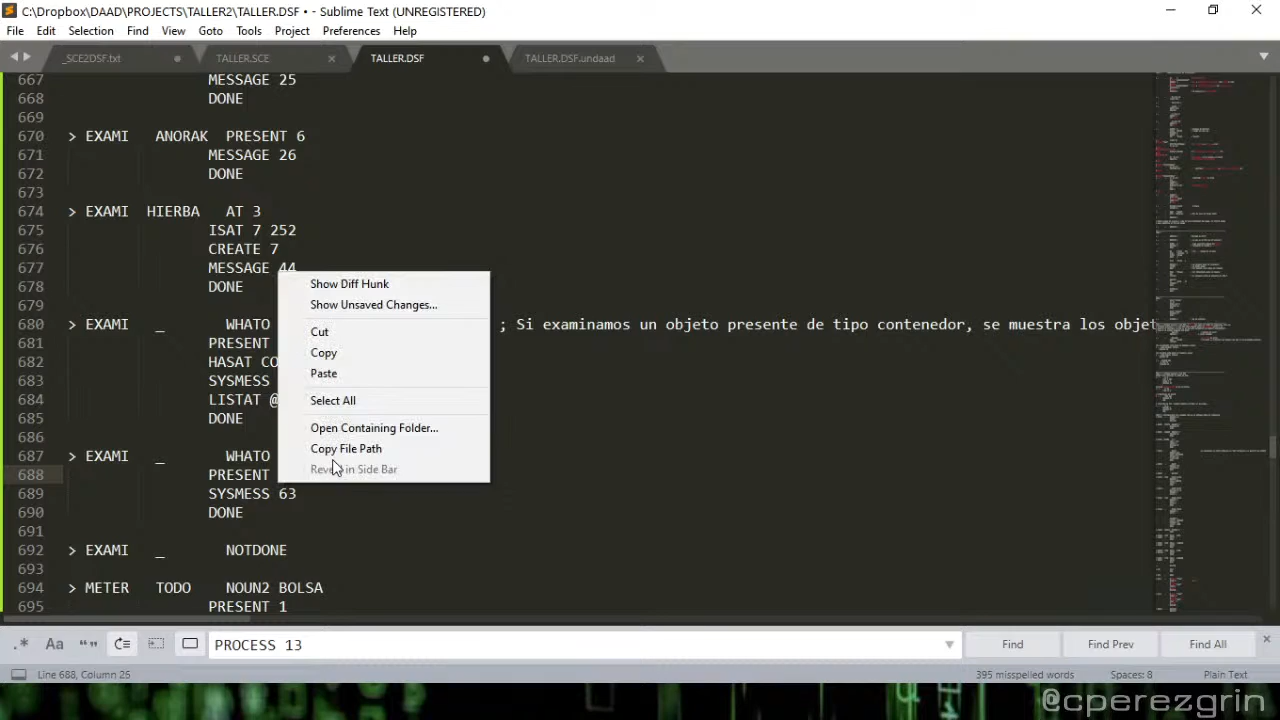 C:\Dropbox\DAAD\PROJECTS\TALLER2\TALLER.DSF • - Sublime Text (UNREGISTERED)
File Edit Selection Find View Goto Tools Project Preferences Help
_SCE2DSF.txt TALLER.SCE TALLER.DSF TALLER.DSF.undaad
667 MESSAGE 25
668 DONE
669
670 > EXAMI ANORAK PRESENT 6
671 MESSAGE 26
672 DONE
673
674 > EXAMI HIERBA AT 3
675 ISAT 7 252
676 CREATE 7
677 MESSAGE 44
678 DONE
679
680 > EXAMI _ WHATO ; Si examinamos un objeto presente de tipo contenedor, se muestra los obje
681 PRESENT
682 HASAT CO
683 SYSMESS
684 LISTAT @
685 DONE
686
687 > EXAMI _ WHATO
688 PRESENT
689 SYSMESS 63
690 DONE
691
692 > EXAMI _ NOTDONE
693
694 > METER TODO NOUN2 BOLSA
695 PRESENT 1
Show Diff Hunk
Show Unsaved Changes...
Cut
Copy
Paste
Select All
Open Containing Folder...
Copy File Path
Reveal in Side Bar
.* Aa “” PROCESS 13 Find Find Prev Find All
Line 688, Column 25 395 misspelled words Spaces: 8 Plain Text
@cperezgrin